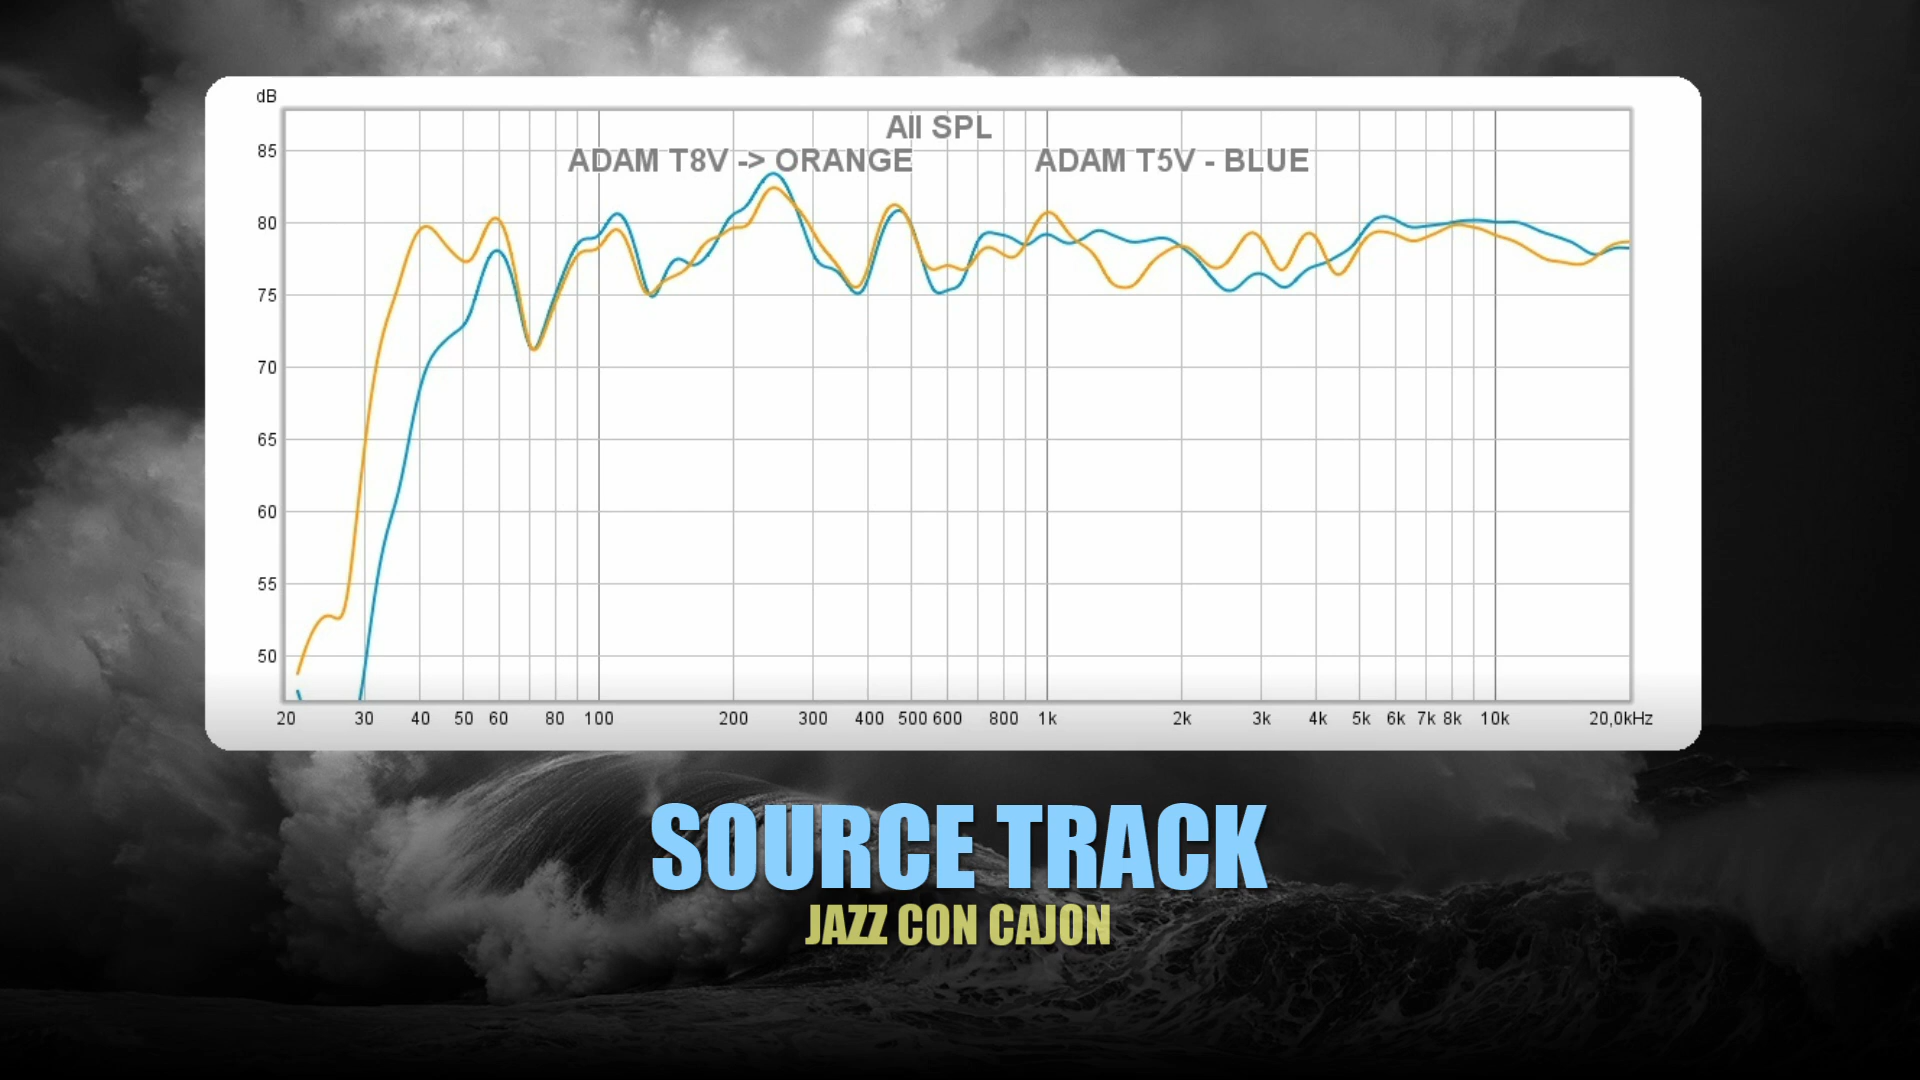 dB
All SPL
ADAM T8V -> ORANGE ADAM T5V - BLUE
85
80
75
70
65
60
55
50
20 30 40 50 60 80 100 200 300 400 500 600 800 1k 2k 3k 4k 5k 6k 7k 8k 10k 20,0kHz
SOURCE TRACK
JAZZ CON CAJON